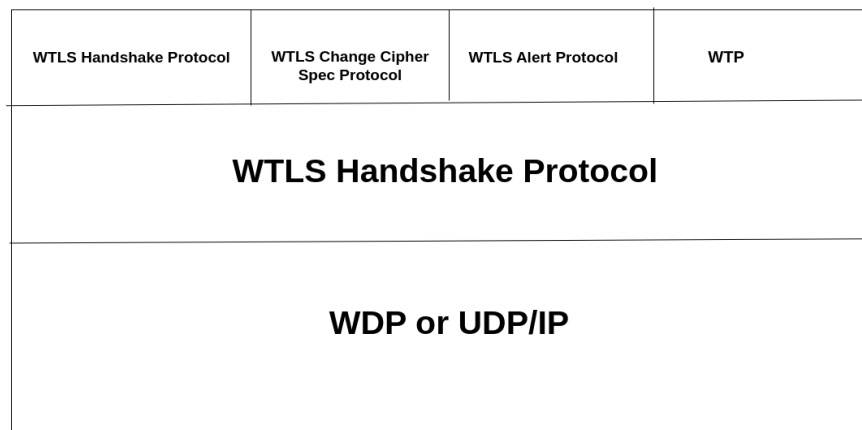 WTLS Handshake Protocol
WTLS Change Cipher
Spec Protocol
WTLS Alert Protocol
WTP
WTLS Handshake Protocol
WDP or UDP/IP